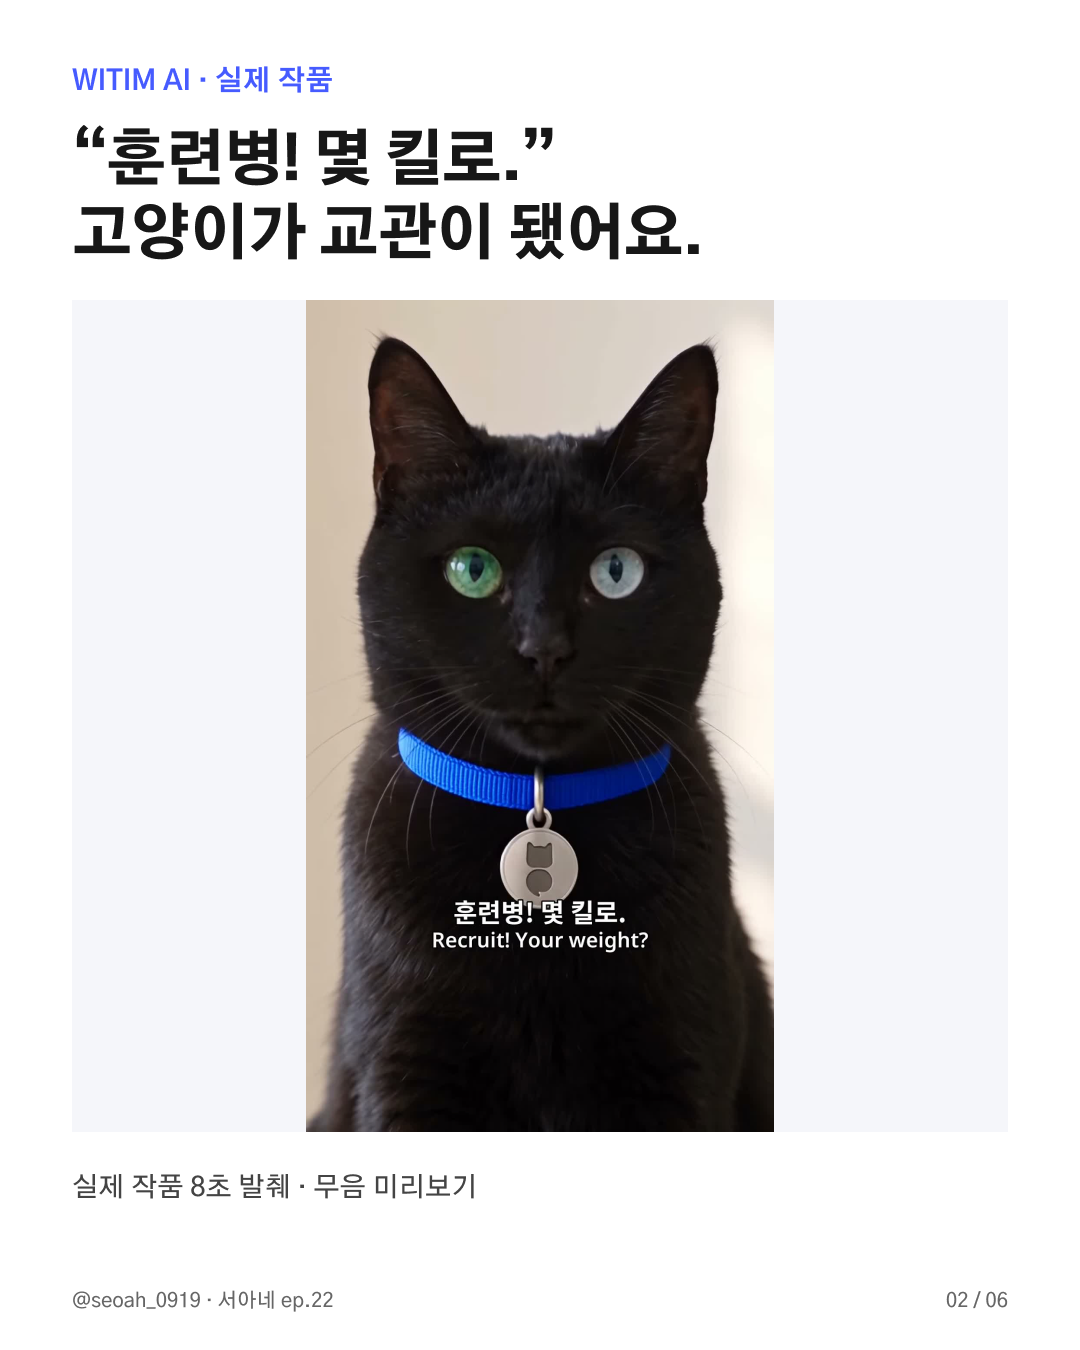 WITIM AI · 실제 작품
“훈련병! 몇 킬로.”
고양이가 교관이 됐어요.
훈련병! 몇 킬로.
Recruit! Your weight?
실제 작품 8초 발췌 · 무음 미리보기
@seoah_0919 · 서아네 ep.22
02 / 06